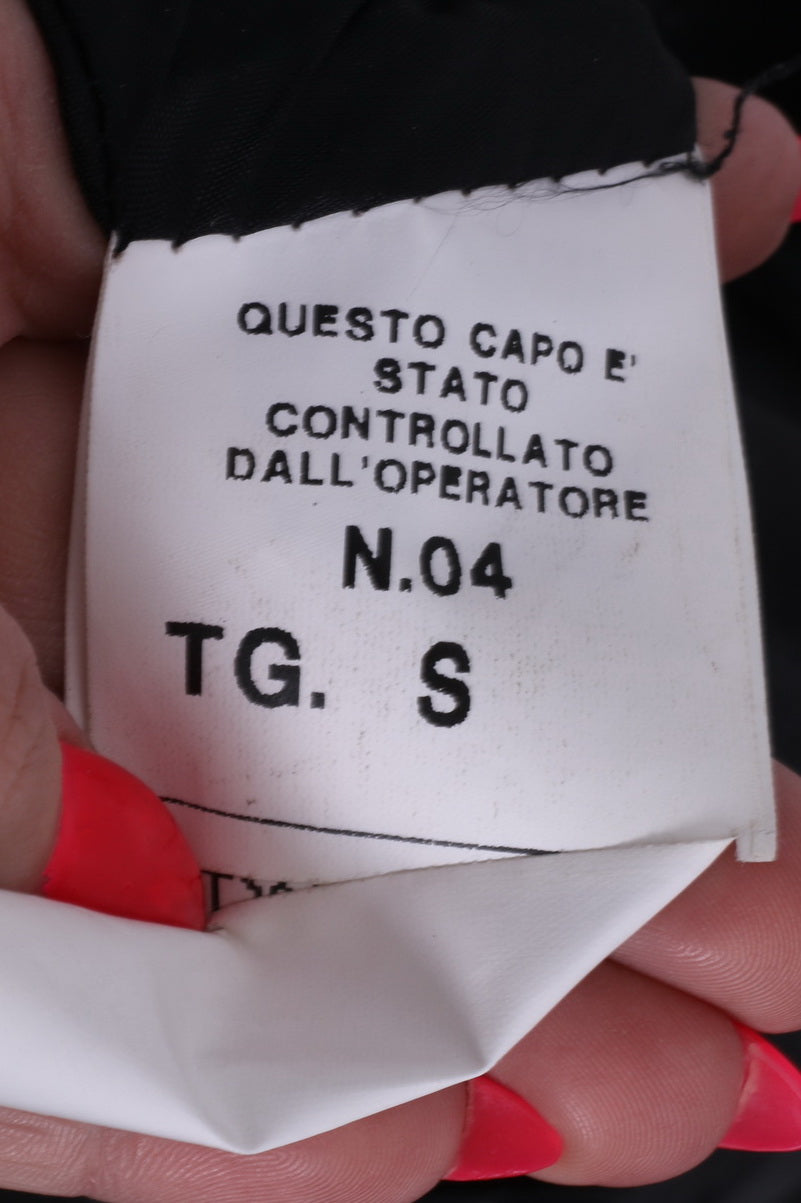 QUESTO CAPO E'
STATO
CONTROLLATO
DALL'OPERATORE
N.04
TG. S